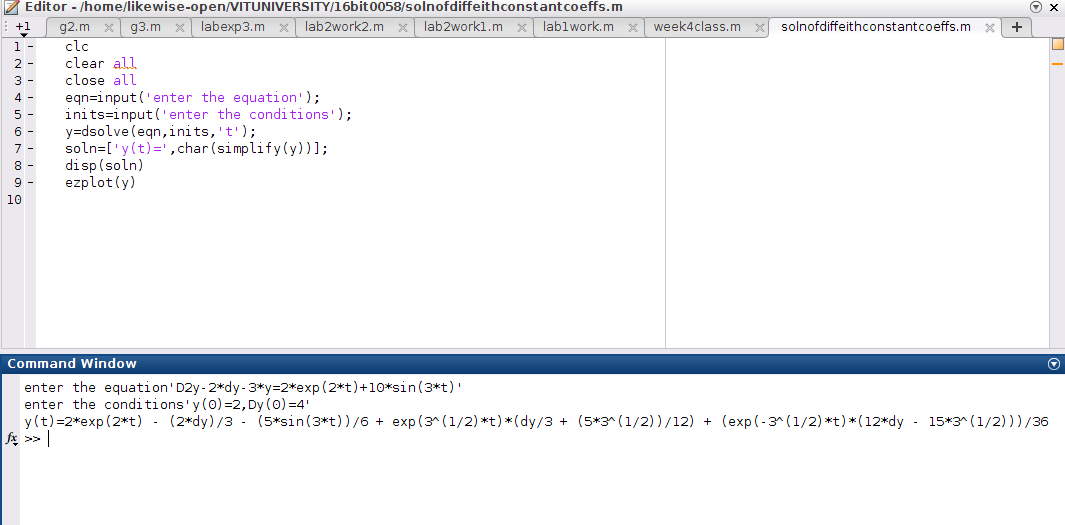 Editor - /home/likewise-open/VITUNIVERSITY/16bit0058/solnofdiffeithconstantcoeffs.m
+1 g2.m g3.m labexp3.m lab2work2.m lab2work1.m lab1work.m week4class.m solnofdiffeithconstantcoeffs.m +
1 - clc
2 - clear all
3 - close all
4 - eqn=input('enter the equation');
5 - inits=input('enter the conditions');
6 - y=dsolve(eqn,inits,'t');
7 - soln=['y(t)=',char(simplify(y))];
8 - disp(soln)
9 - ezplot(y)
10
Command Window
enter the equation'D2y-2*dy-3*y=2*exp(2*t)+10*sin(3*t)'
enter the conditions'y(0)=2,Dy(0)=4'
y(t)=2*exp(2*t) - (2*dy)/3 - (5*sin(3*t))/6 + exp(3^(1/2)*t)*(dy/3 + (5*3^(1/2))/12) + (exp(-3^(1/2)*t)*(12*dy - 15*3^(1/2)))/36
fx >>